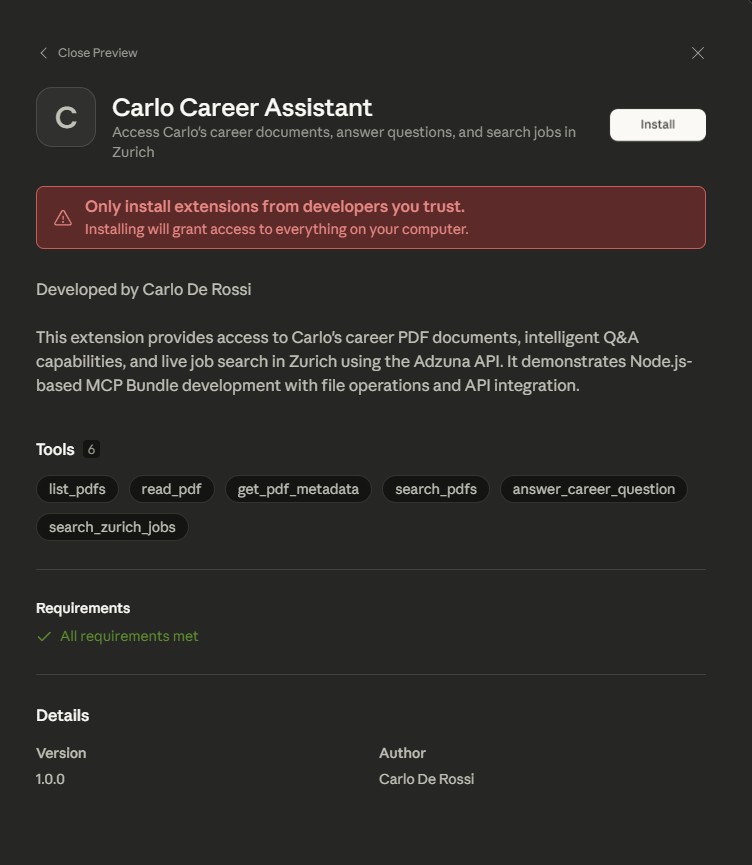 Close Preview
C
Carlo Career Assistant
Access Carlo's career documents, answer questions, and search jobs in
Zurich
Install
Only install extensions from developers you trust.
Installing will grant access to everything on your computer.
Developed by Carlo De Rossi
This extension provides access to Carlo's career PDF documents, intelligent Q&A
capabilities, and live job search in Zurich using the Adzuna API. It demonstrates Node.js-
based MCP Bundle development with file operations and API integration.
Tools 6
list_pdfs read_pdf get_pdf_metadata search_pdfs answer_career_question
search_zurich_jobs
Requirements
All requirements met
Details
Version Author
1.0.0 Carlo De Rossi